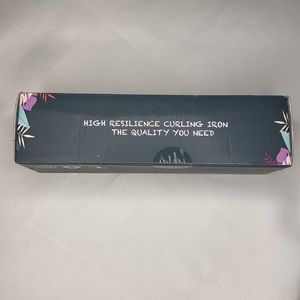 HIGH RESILIENCE CURLING IRON
THE QUALITY YOU NEED